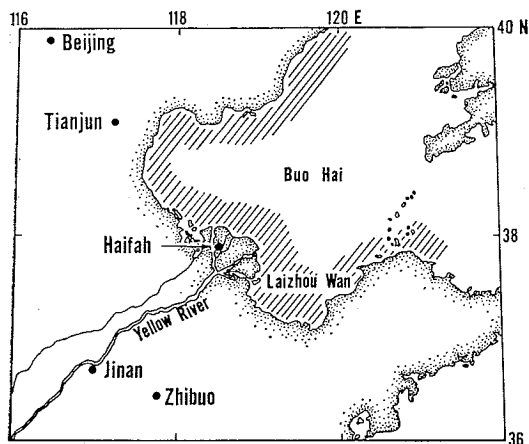 116 118 120 E
40 N
Beijing
Tianjun
Buo Hai
38
Haifah
Laizhou Wan
Yellow River
Jinan
Zhibuo
36